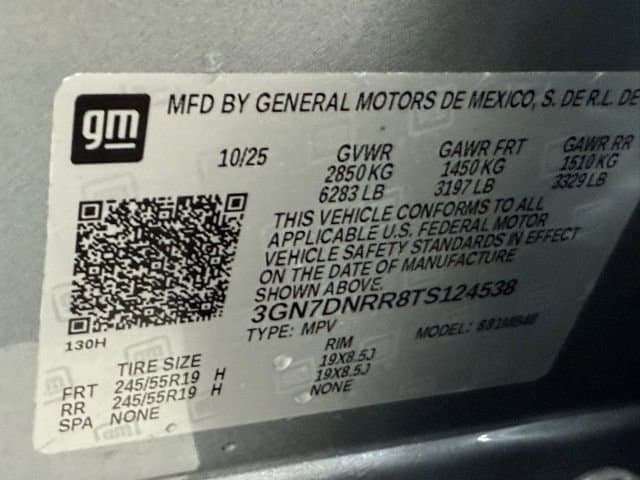 gm
MFD BY GENERAL MOTORS DE MEXICO, S. DE R.L. DE
10/25 GVWR GAWR FRT GAWR RR
2850 KG 1450 KG 1510 KG
6283 LB 3197 LB 3329 LB
THIS VEHICLE CONFORMS TO ALL
APPLICABLE U.S. FEDERAL MOTOR
VEHICLE SAFETY STANDARDS IN EFFECT
ON THE DATE OF MANUFACTURE
SHOWN ABOVE.
3GN7DNRR8TS124538
130H
TYPE: MPV MODEL:
TIRE SIZE RIM
FRT 245/55R19 H 19X8.5J
RR 245/55R19 H 19X8.5J
SPA NONE NONE
gm